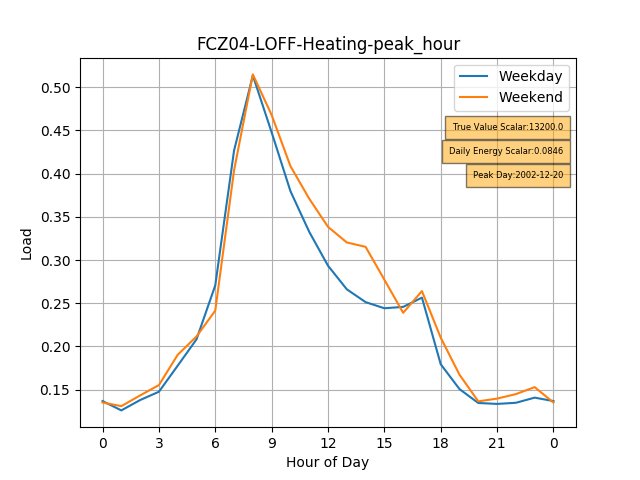 FCZ04-LOFF-Heating-peak_hour
Weekday
Weekend
True Value Scalar:13200.0
Daily Energy Scalar:0.0846
Peak Day:2002-12-20
Load
0.50
0.45
0.40
0.35
0.30
0.25
0.20
0.15
0 3 6 9 12 15 18 21 0
Hour of Day